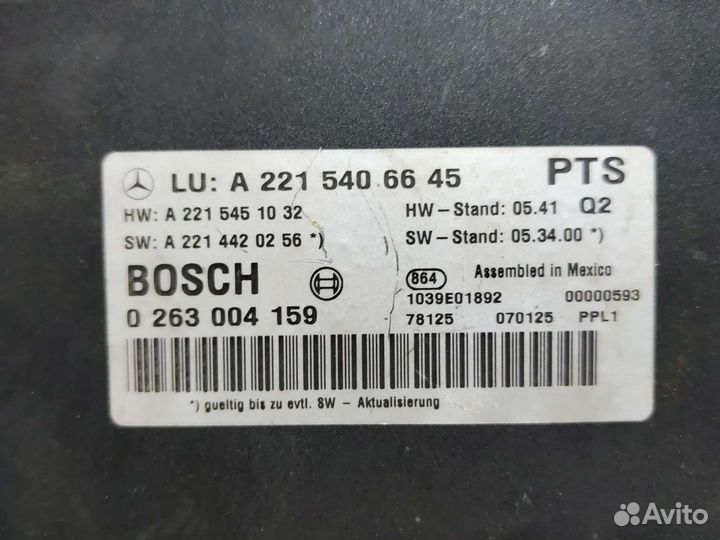 LU: A 221 540 66 45 PTS
HW: A 221 545 10 32 HW-Stand: 05.41 Q2
SW: A 221 442 02 56 *) SW-Stand: 05.34.00 *)
BOSCH 864 Assembled in Mexico
1039E01892 00000593
0 263 004 159 78125 070125 PPL1
*) gueltig bis zu evtl. SW - Aktualisierung
Avito